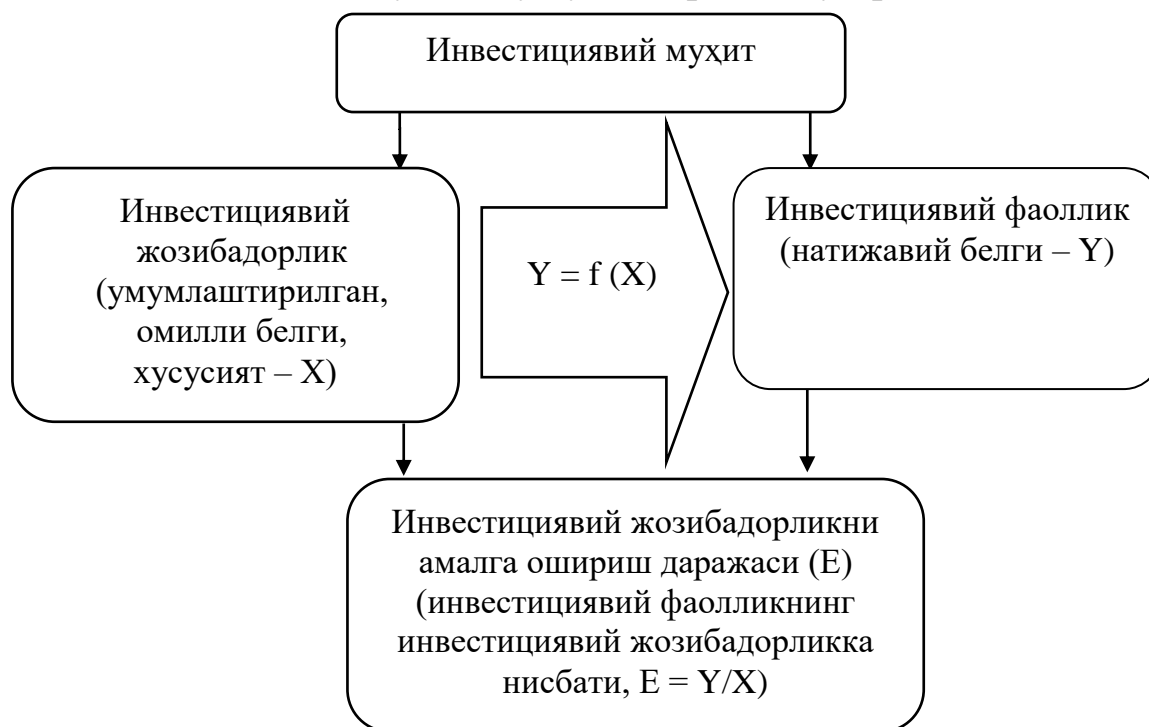 Инвестициявий муҳит
Инвестициявий
жозибадорлик
(умумлаштирилган,
омилли белги,
хусусият – X)
Y = f (X)
Инвестициявий фаоллик
(натижавий белги – Y)
Инвестициявий жозибадорликни
амалга ошириш даражаси (E)
(инвестициявий фаолликнинг
инвестициявий жозибадорликка
нисбати, E = Y/X)